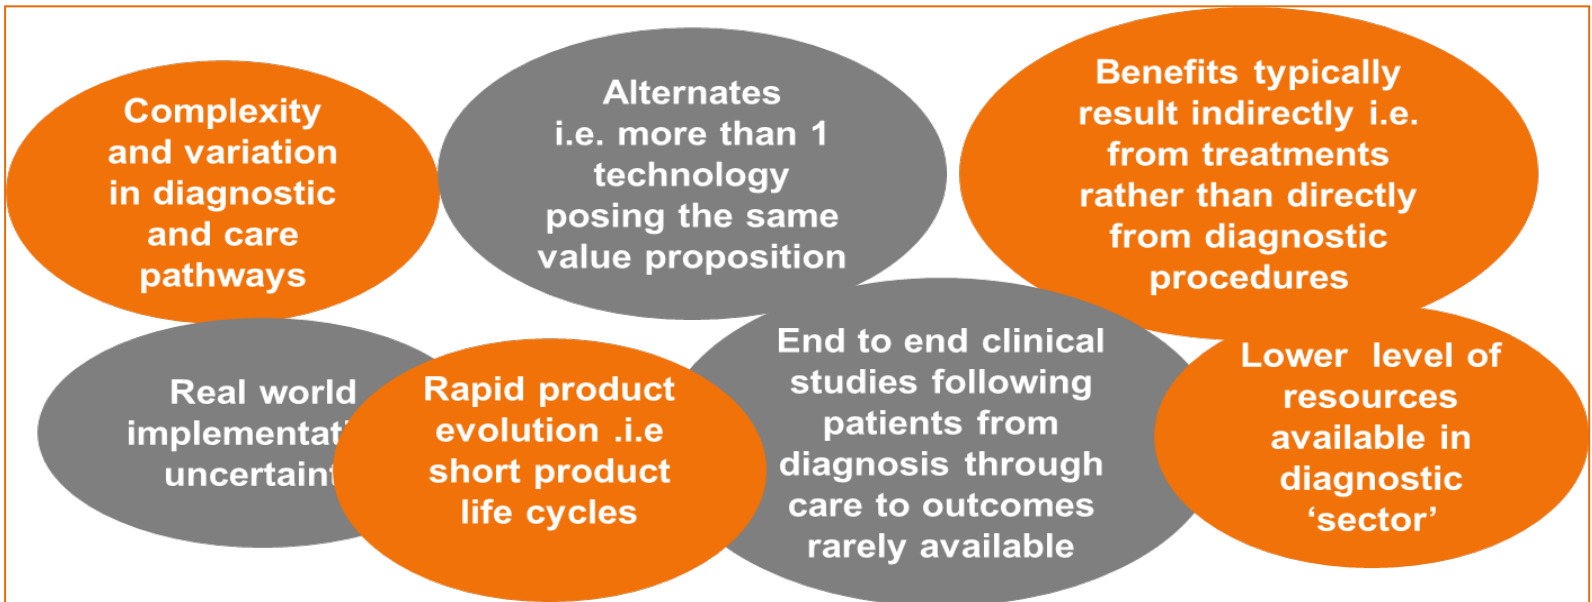 Complexity
and variation
in diagnostic
and care
pathways
Alternates
i.e. more than 1
technology
posing the same
value proposition
Benefits typically
result indirectly i.e.
from treatments
rather than directly
from diagnostic
procedures
Real world
implementati
uncertaint
Rapid product
evolution .i.e
short product
life cycles
End to end clinical
studies following
patients from
diagnosis through
care to outcomes
rarely available
Lower level of
resources
available in
diagnostic
‘sector’